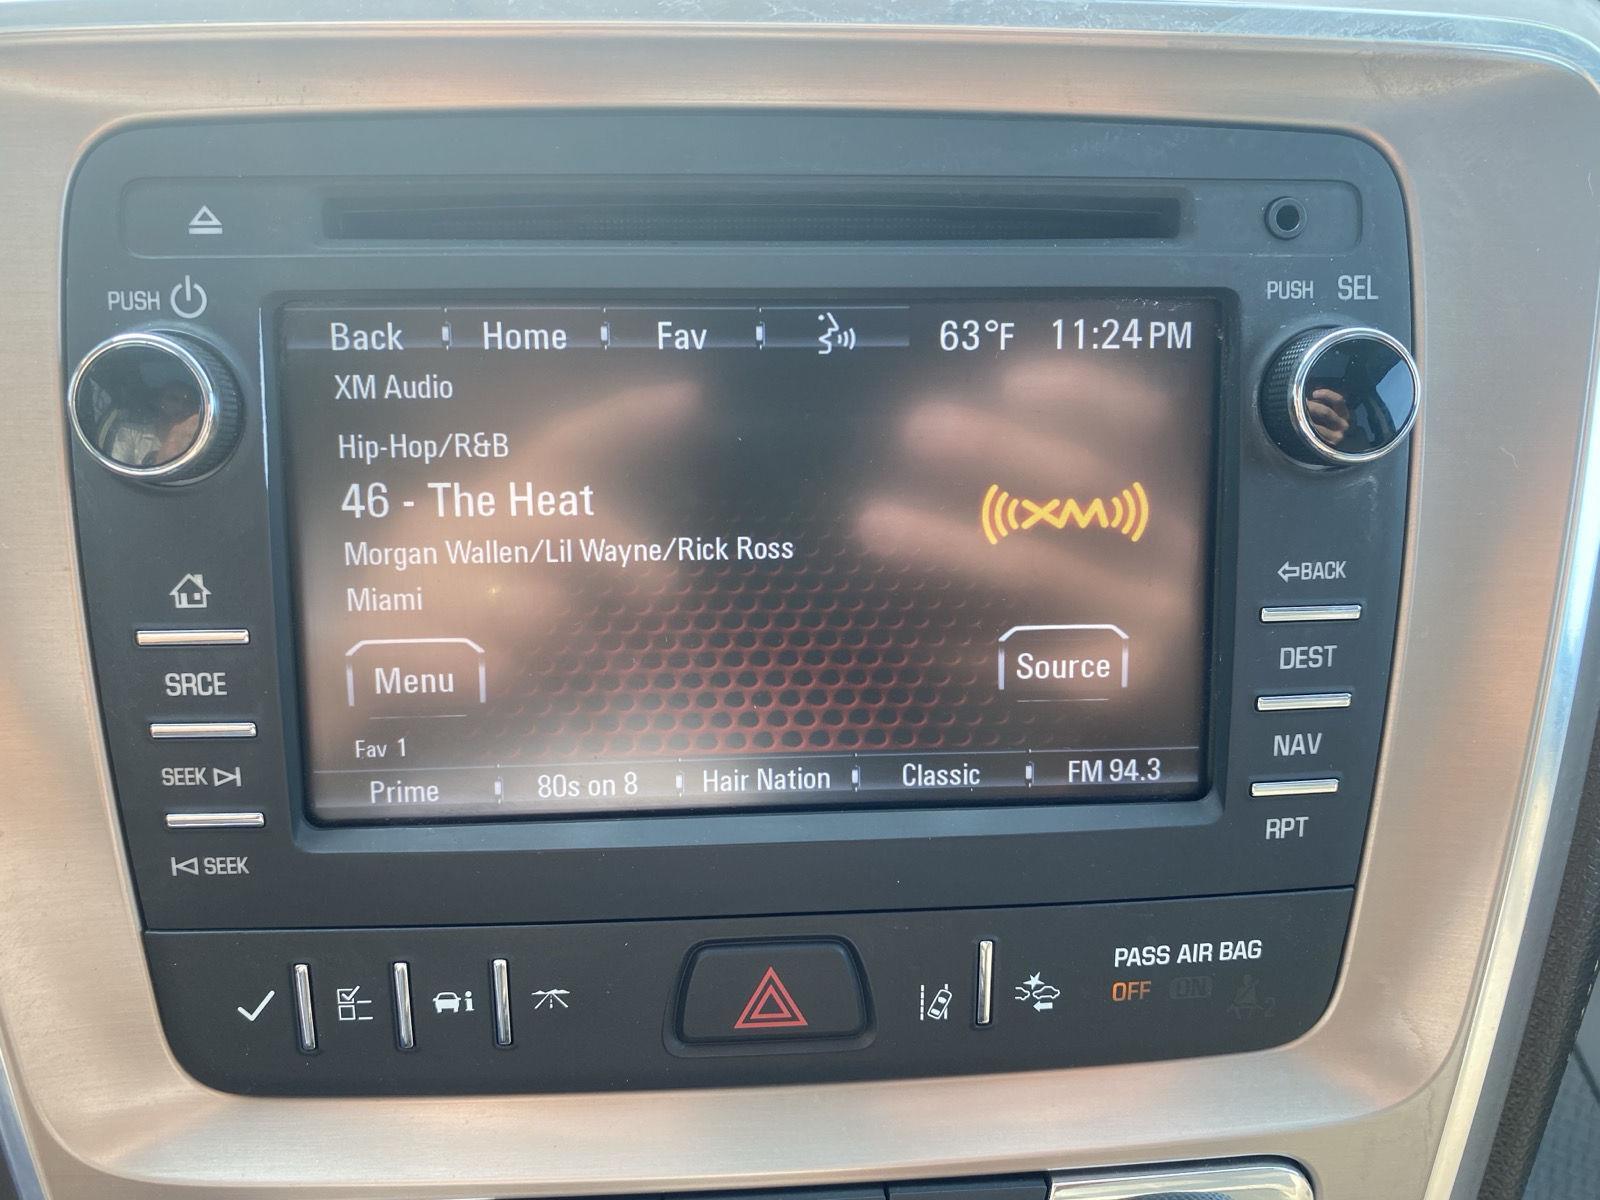 PUSH
PUSH SEL
Back Home Fav 63°F 11:24 PM
XM Audio
Hip-Hop/R&B
46 - The Heat
Morgan Wallen/Lil Wayne/Rick Ross
Miami
XM
Menu
Source
Fav 1
Prime 80s on 8 Hair Nation Classic FM 94.3
SRCE
SEEK
SEEK
BACK
DEST
NAV
RPT
PASS AIR BAG
OFF ON
2